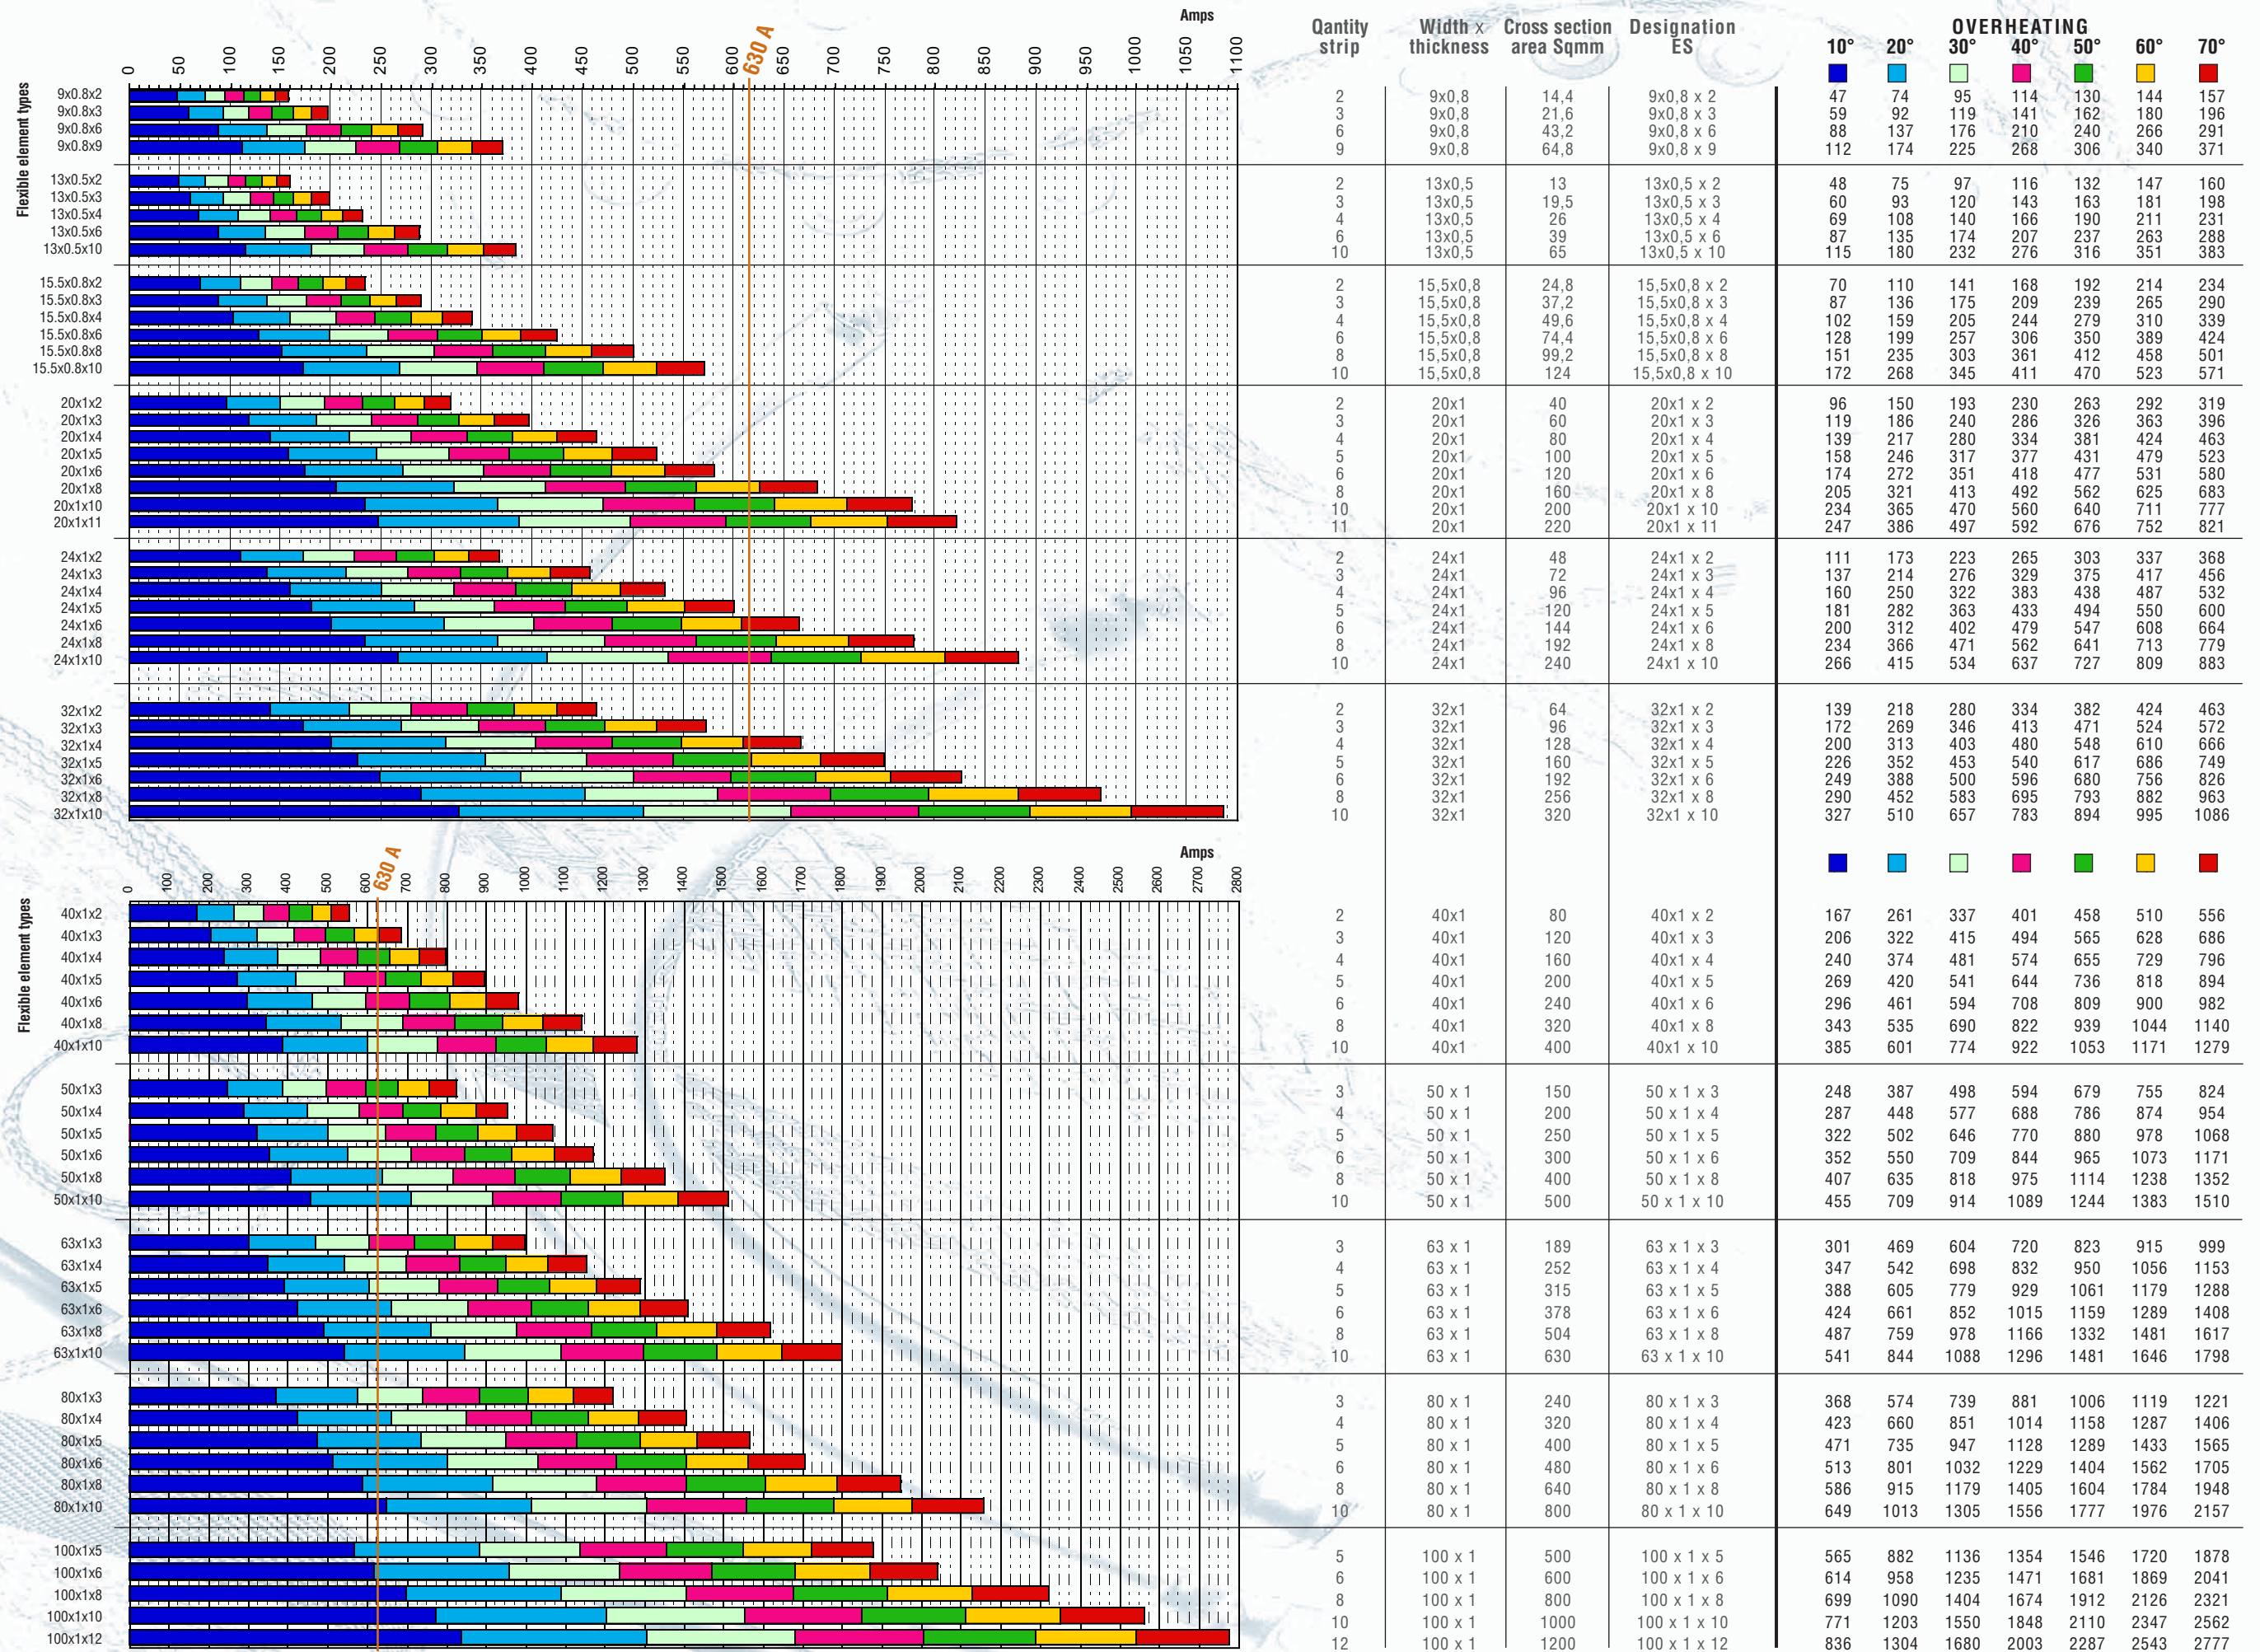 Amps
0 50 100 150 200 250 300 350 400 450 500 550 600 650 700 750 800 850 900 950 1000 1050 1100
630 A
Flexible element types
9x0.8x2
9x0.8x3
9x0.8x6
9x0.8x9
13x0.5x2
13x0.5x3
13x0.5x4
13x0.5x6
13x0.5x10
15.5x0.8x2
15.5x0.8x3
15.5x0.8x4
15.5x0.8x6
15.5x0.8x8
15.5x0.8x10
20x1x2
20x1x3
20x1x4
20x1x5
20x1x6
20x1x8
20x1x10
20x1x11
24x1x2
24x1x3
24x1x4
24x1x5
24x1x6
24x1x8
24x1x10
32x1x2
32x1x3
32x1x4
32x1x5
32x1x6
32x1x8
32x1x10
Amps
0 100 200 300 400 500 600 700 800 900 1000 1100 1200 1300 1400 1500 1600 1700 1800 1900 2000 2100 2200 2300 2400 2500 2600 2700 2800
630 A
Flexible element types
40x1x2
40x1x3
40x1x4
40x1x5
40x1x6
40x1x8
40x1x10
50x1x3
50x1x4
50x1x5
50x1x6
50x1x8
50x1x10
63x1x3
63x1x4
63x1x5
63x1x6
63x1x8
63x1x10
80x1x3
80x1x4
80x1x5
80x1x6
80x1x8
80x1x10
100x1x5
100x1x6
100x1x8
100x1x10
100x1x12
Qantity Width x Cross section Designation OVERHEATING
strip thickness area Sqmm ES 10° 20° 30° 40° 50° 60° 70°
2 9x0,8 14,4 9x0,8 x 2 47 74 95 114 130 144 157
3 9x0,8 21,6 9x0,8 x 3 59 92 119 141 162 180 196
6 9x0,8 43,2 9x0,8 x 6 88 137 176 210 240 266 291
9 9x0,8 64,8 9x0,8 x 9 112 174 225 268 306 340 371
2 13x0,5 13 13x0,5 x 2 48 75 97 116 132 147 160
3 13x0,5 19,5 13x0,5 x 3 60 93 120 143 163 181 198
4 13x0,5 26 13x0,5 x 4 69 108 140 166 190 211 231
6 13x0,5 39 13x0,5 x 6 87 135 174 207 237 263 288
10 13x0,5 65 13x0,5 x 10 115 180 232 276 316 351 383
2 15,5x0,8 24,8 15,5x0,8 x 2 70 110 141 168 192 214 234
3 15,5x0,8 37,2 15,5x0,8 x 3 87 136 175 209 239 265 290
4 15,5x0,8 49,6 15,5x0,8 x 4 102 159 205 244 279 310 339
6 15,5x0,8 74,4 15,5x0,8 x 6 128 199 257 306 350 389 424
8 15,5x0,8 99,2 15,5x0,8 x 8 151 235 303 361 412 458 501
10 15,5x0,8 124 15,5x0,8 x 10 172 268 345 411 470 523 571
2 20x1 40 20x1 x 2 96 150 193 230 263 292 319
3 20x1 60 20x1 x 3 119 186 240 286 326 363 396
4 20x1 80 20x1 x 4 139 217 280 334 381 424 463
5 20x1 100 20x1 x 5 158 246 317 377 431 479 523
6 20x1 120 20x1 x 6 174 272 351 418 477 531 580
8 20x1 160 20x1 x 8 205 321 413 492 562 625 683
10 20x1 200 20x1 x 10 234 365 470 560 640 711 777
11 20x1 220 20x1 x 11 247 386 497 592 676 752 821
2 24x1 48 24x1 x 2 111 173 223 265 303 337 368
3 24x1 72 24x1 x 3 137 214 276 329 375 417 456
4 24x1 96 24x1 x 4 160 250 322 383 438 487 532
5 24x1 120 24x1 x 5 181 282 363 433 494 550 600
6 24x1 144 24x1 x 6 200 312 402 479 547 608 664
8 24x1 192 24x1 x 8 234 366 471 562 641 713 779
10 24x1 240 24x1 x 10 266 415 534 637 727 809 883
2 32x1 64 32x1 x 2 139 218 280 334 382 424 463
3 32x1 96 32x1 x 3 172 269 346 413 471 524 572
4 32x1 128 32x1 x 4 200 313 403 480 548 610 666
5 32x1 160 32x1 x 5 226 352 453 540 617 686 749
6 32x1 192 32x1 x 6 249 388 500 596 680 756 826
8 32x1 256 32x1 x 8 290 452 583 695 793 882 963
10 32x1 320 32x1 x 10 327 510 657 783 894 995 1086
2 40x1 80 40x1 x 2 167 261 337 401 458 510 556
3 40x1 120 40x1 x 3 206 322 415 494 565 628 686
4 40x1 160 40x1 x 4 240 374 481 574 655 729 796
5 40x1 200 40x1 x 5 269 420 541 644 736 818 894
6 40x1 240 40x1 x 6 296 461 594 708 809 900 982
8 40x1 320 40x1 x 8 343 535 690 822 939 1044 1140
10 40x1 400 40x1 x 10 385 601 774 922 1053 1171 1279
3 50 x 1 150 50 x 1 x 3 248 387 498 594 679 755 824
4 50 x 1 200 50 x 1 x 4 287 448 577 688 786 874 954
5 50 x 1 250 50 x 1 x 5 322 502 646 770 880 978 1068
6 50 x 1 300 50 x 1 x 6 352 550 709 844 965 1073 1171
8 50 x 1 400 50 x 1 x 8 407 635 818 975 1114 1238 1352
10 50 x 1 500 50 x 1 x 10 455 709 914 1089 1244 1383 1510
3 63 x 1 189 63 x 1 x 3 301 469 604 720 823 915 999
4 63 x 1 252 63 x 1 x 4 347 542 698 832 950 1056 1153
5 63 x 1 315 63 x 1 x 5 388 605 779 929 1061 1179 1288
6 63 x 1 378 63 x 1 x 6 424 661 852 1015 1159 1289 1408
8 63 x 1 504 63 x 1 x 8 487 759 978 1166 1332 1481 1617
10 63 x 1 630 63 x 1 x 10 541 844 1088 1296 1481 1646 1798
3 80 x 1 240 80 x 1 x 3 368 574 739 881 1006 1119 1221
4 80 x 1 320 80 x 1 x 4 423 660 851 1014 1158 1287 1406
5 80 x 1 400 80 x 1 x 5 471 735 947 1128 1289 1433 1565
6 80 x 1 480 80 x 1 x 6 513 801 1032 1229 1404 1562 1705
8 80 x 1 640 80 x 1 x 8 586 915 1179 1405 1604 1784 1948
10 80 x 1 800 80 x 1 x 10 649 1013 1305 1556 1777 1976 2157
5 100 x 1 500 100 x 1 x 5 565 882 1136 1354 1546 1720 1878
6 100 x 1 600 100 x 1 x 6 614 958 1235 1471 1681 1869 2041
8 100 x 1 800 100 x 1 x 8 699 1090 1404 1674 1912 2126 2321
10 100 x 1 1000 100 x 1 x 10 771 1203 1550 1848 2110 2347 2562
12 100 x 1 1200 100 x 1 x 12 836 1304 1680 2003 2287 2543 2777